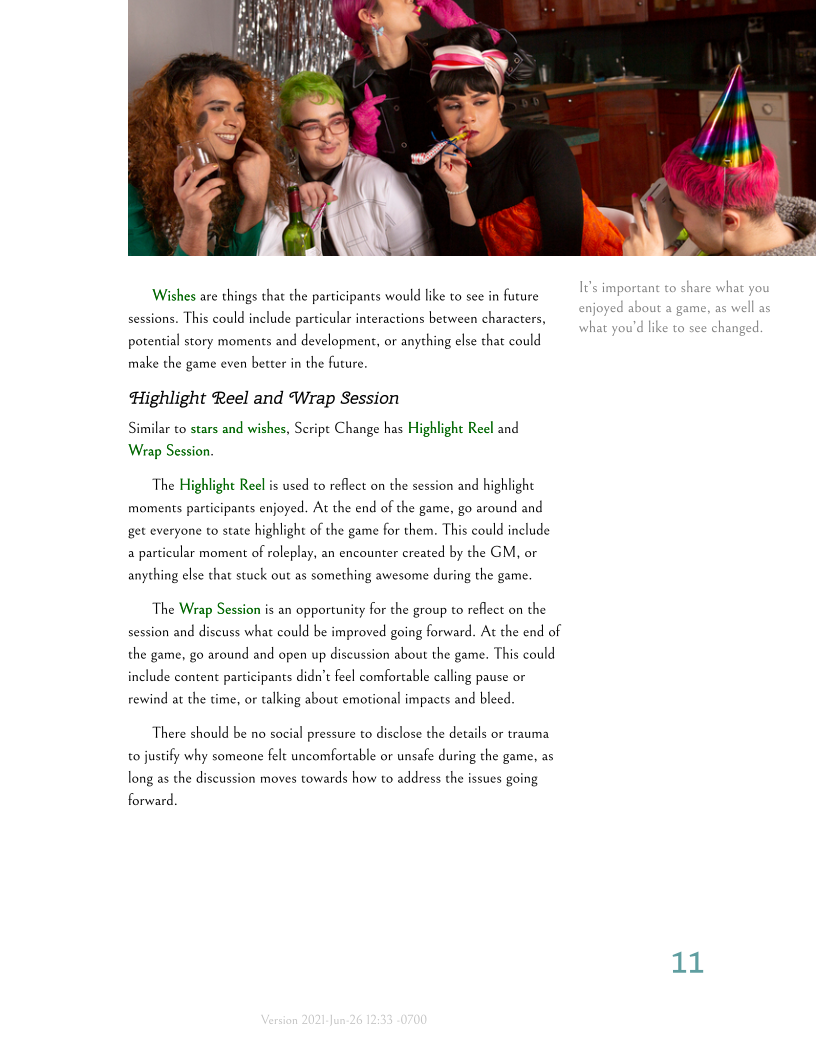 Wishes are things that the participants would like to see in future
sessions. This could include particular interactions between characters,
potential story moments and development, or anything else that could
make the game even better in the future.
It's important to share what you
enjoyed about a game, as well as
what you'd like to see changed.
Highlight Reel and Wrap Session
Similar to stars and wishes, Script Change has Highlight Reel and
Wrap Session.
The Highlight Reel is used to reflect on the session and highlight
moments participants enjoyed. At the end of the game, go around and
get everyone to state highlight of the game for them. This could include
a particular moment of roleplay, an encounter created by the GM, or
anything else that stuck out as something awesome during the game.
The Wrap Session is an opportunity for the group to reflect on the
session and discuss what could be improved going forward. At the end of
the game, go around and open up discussion about the game. This could
include content participants didn't feel comfortable calling pause or
rewind at the time, or talking about emotional impacts and bleed.
There should be no social pressure to disclose the details or trauma
to justify why someone felt uncomfortable or unsafe during the game, as
long as the discussion moves towards how to address the issues going
forward.
11
Version 2021-Jun-26 12:33 -0700